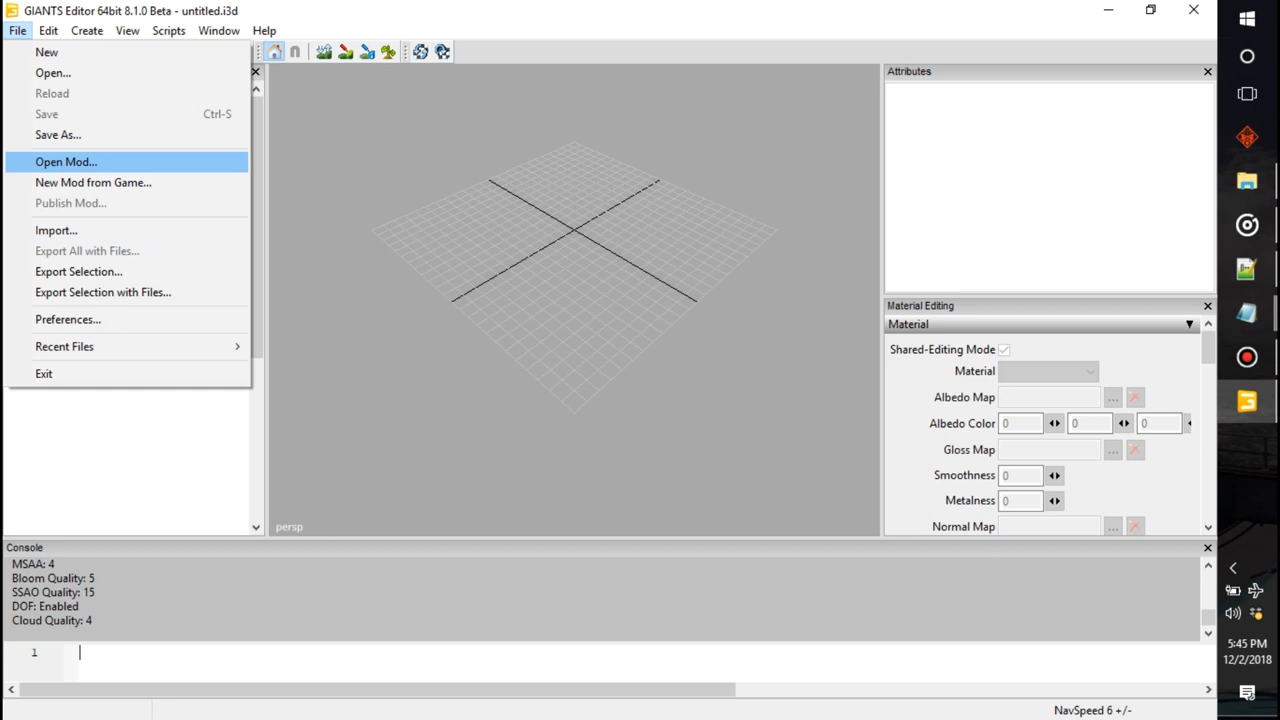 GIANTS Editor 64bit 8.1.0 Beta - untitled.i3d
File Edit Create View Scripts Window Help
New
Open...
Reload
Save Ctrl-S
Save As...
Open Mod...
New Mod from Game...
Publish Mod...
Import...
Export All with Files...
Export Selection...
Export Selection with Files...
Preferences...
Recent Files
Exit
persp
Attributes
Material Editing
Material
Shared-Editing Mode
Material
Albedo Map ...
Albedo Color 0 0 0
Gloss Map ...
Smoothness 0
Metalness 0
Normal Map ...
Console
MSAA: 4
Bloom Quality: 5
SSAO Quality: 15
DOF: Enabled
Cloud Quality: 4
1
NavSpeed 6 +/-
5:45 PM
12/2/2018